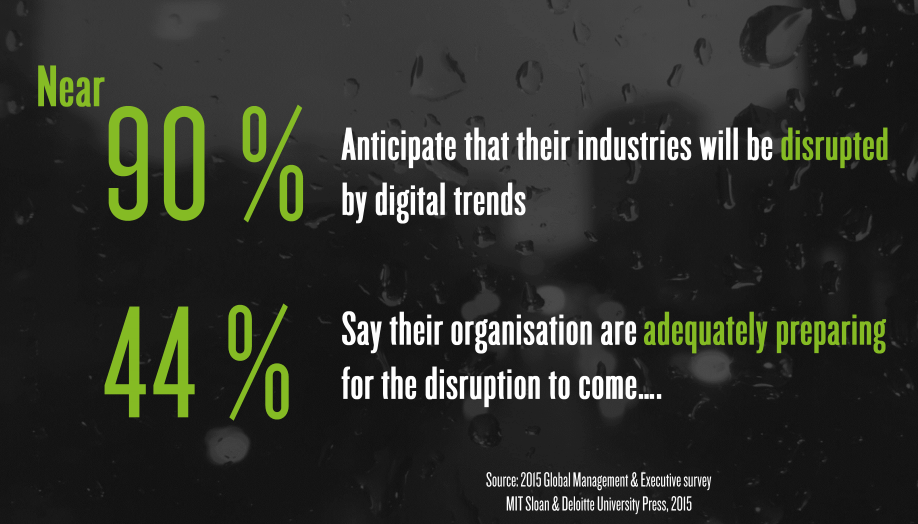 Near
90 %
Anticipate that their industries will be disrupted
by digital trends
44 %
Say their organisation are adequately preparing
for the disruption to come....
Source: 2015 Global Management & Executive survey
MIT Sloan & Deloitte University Press, 2015